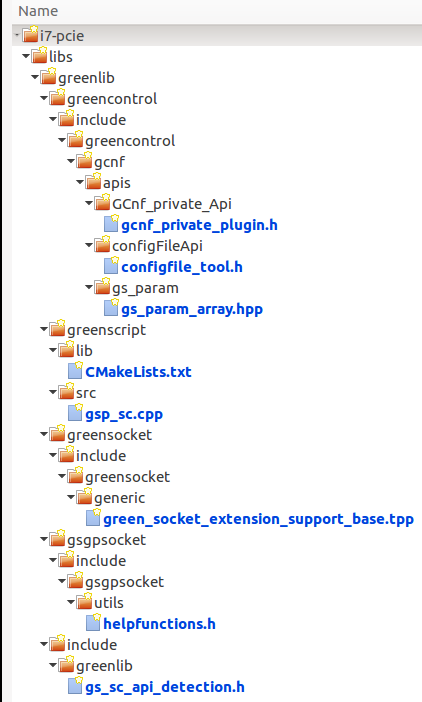 Name
i7-pcie
libs
greenlib
greencontrol
include
greencontrol
gcnf
apis
GCnf_private_Api
gcnf_private_plugin.h
configFileApi
configfile_tool.h
gs_param
gs_param_array.hpp
greenscript
lib
CMakeLists.txt
src
gsp_sc.cpp
greensocket
include
greensocket
generic
green_socket_extension_support_base.tpp
gsgpsocket
include
gsgpsocket
utils
helpfunctions.h
include
greenlib
gs_sc_api_detection.h